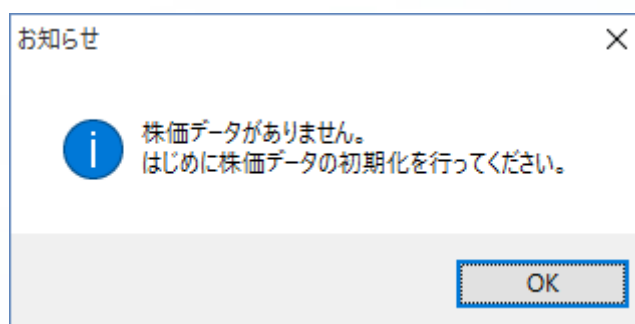 お知らせ
株価データがありません。
はじめに株価データの初期化を行ってください。
OK